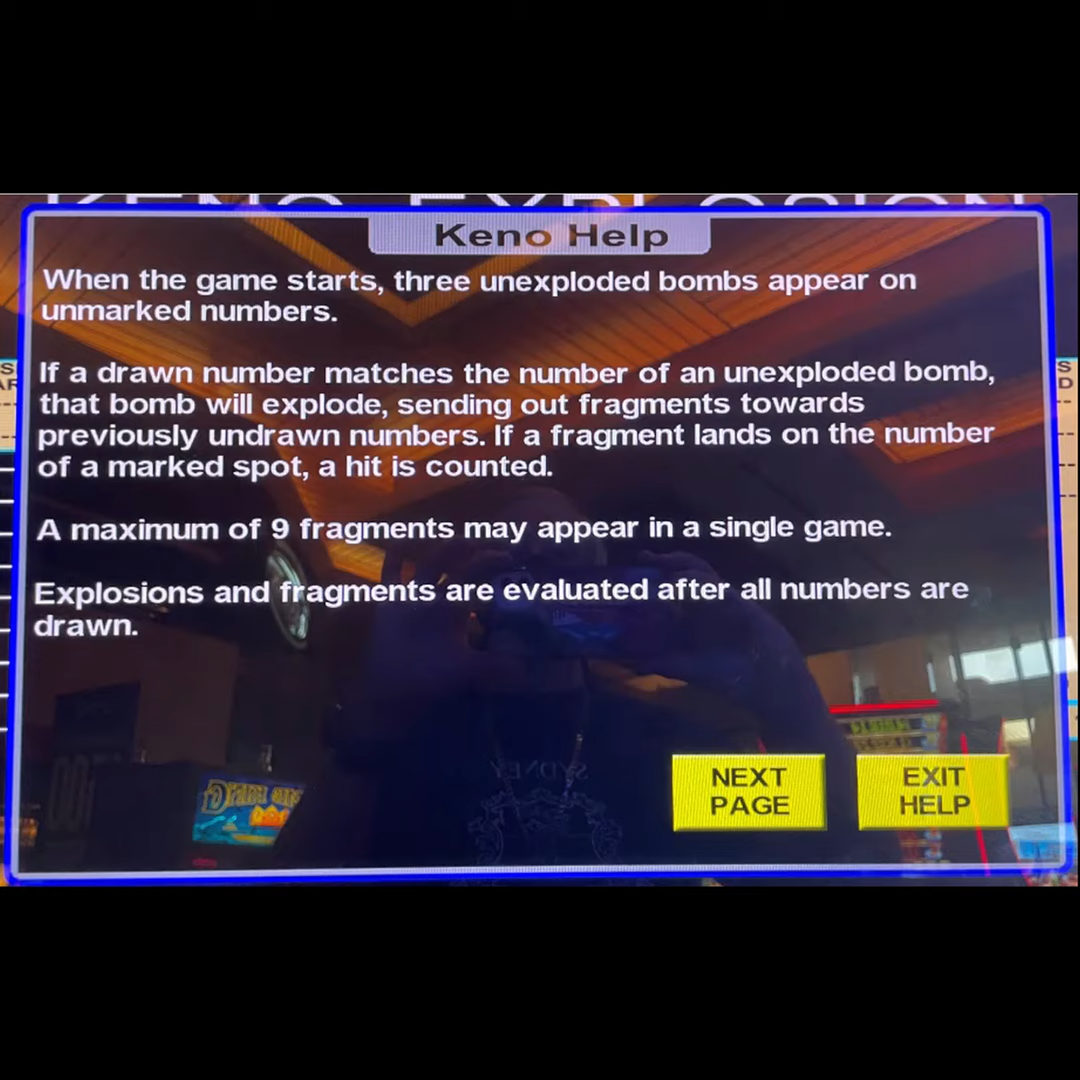 KENO EXPLOSION
Keno Help
When the game starts, three unexploded bombs appear on
unmarked numbers.
If a drawn number matches the number of an unexploded bomb,
that bomb will explode, sending out fragments towards
previously undrawn numbers. If a fragment lands on the number
of a marked spot, a hit is counted.
A maximum of 9 fragments may appear in a single game.
Explosions and fragments are evaluated after all numbers are
drawn.
SYDNEY
NEXT
PAGE
EXIT
HELP